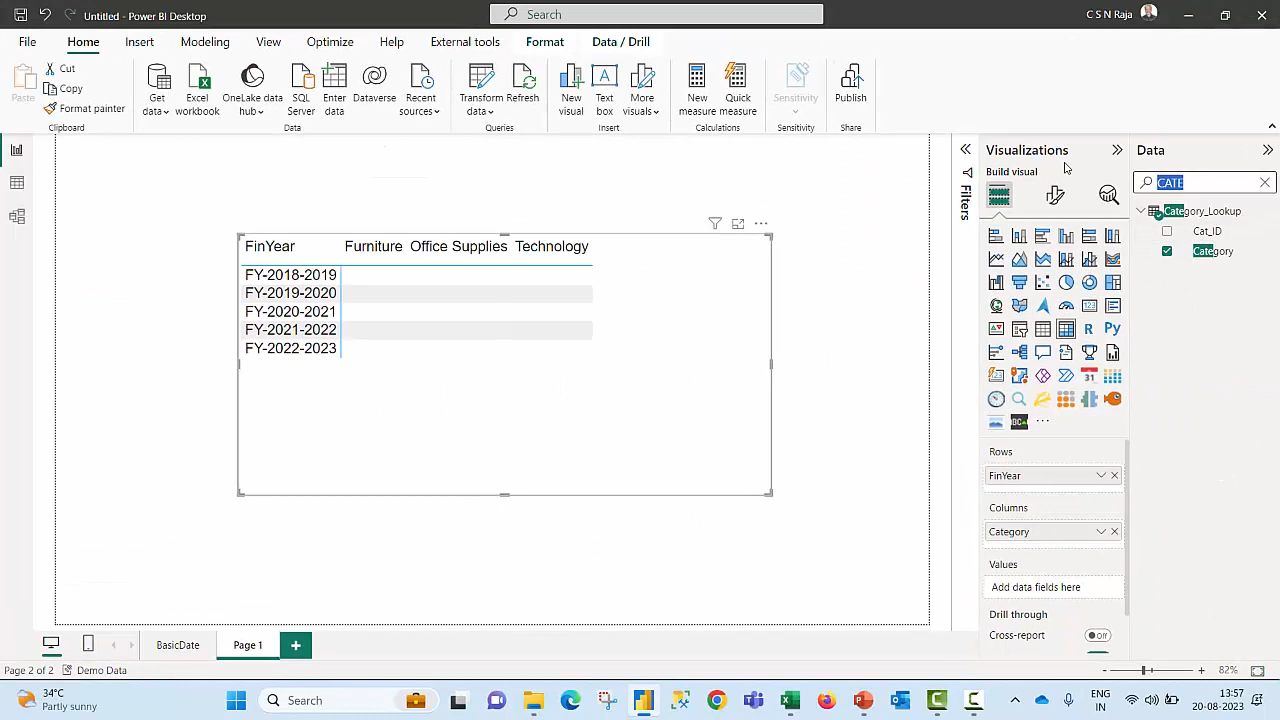 Untitled - Power BI Desktop
Search
C S N Raja
File
Home
Insert
Modeling
View
Optimize
Help
External tools
Format
Data / Drill
Paste
Cut
Copy
Format painter
Clipboard
Get data
Excel workbook
OneLake data hub
SQL Server
Enter data
Dataverse
Recent sources
Data
Transform data
Refresh
Queries
New visual
Text box
More visuals
Insert
New measure
Quick measure
Calculations
Sensitivity
Sensitivity
Publish
Share
FinYear Furniture Office Supplies Technology
FY-2018-2019
FY-2019-2020
FY-2020-2021
FY-2021-2022
FY-2022-2023
Filters
Visualizations
Build visual
R
Py
31
123
ABC
Rows
FinYear
Columns
Category
Values
Add data fields here
Drill through
Cross-report
Off
Data
CATE
Category_Lookup
Cat_ID
Category
BasicDate
Page 1
Page 2 of 2
Demo Data
82%
34°C
Partly sunny
Search
ENG
IN
13:57
20-08-2023